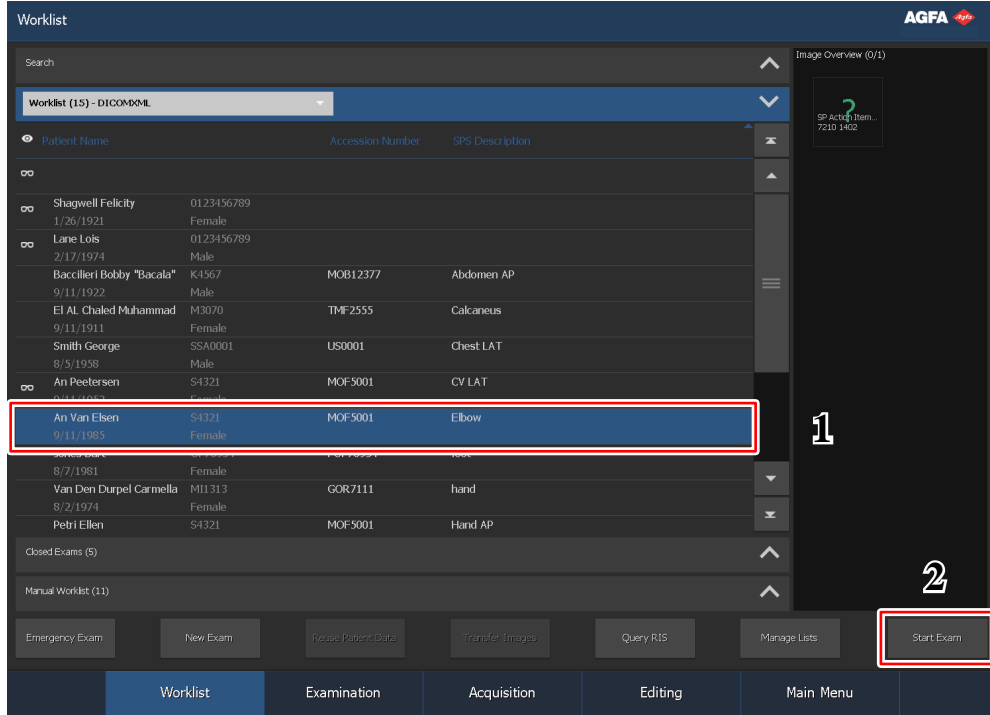 Worklist
AGFA
Agfa
Search
Image Overview (0/1)
Worklist (15) - DICOMXML
SP Action Item...
7210 1402
?
Patient Name Accession Number SPS Description
Shagwell Felicity 0123456789
1/26/1921 Female
Lane Lois 0123456789
2/17/1974 Male
Baccilieri Bobby "Bacala" K4567 MOB12377 Abdomen AP
9/11/1922 Male
El AL Chaled Muhammad M3070 TMF2555 Calcaneus
9/11/1911 Female
Smith George SSA0001 US0001 Chest LAT
8/5/1958 Male
An Peetersen S4321 MOF5001 CV LAT
An Van Elsen S4321 MOF5001 Elbow
9/11/1985 Female
1
8/7/1981 Female
Van Den Durpel Carmella MI1313 GOR7111 hand
8/2/1974 Female
Petri Ellen S4321 MOF5001 Hand AP
Closed Exams (5)
Manual Worklist (11)
2
Emergency Exam New Exam Reuse Patient Data Transfer Images Query RIS Manage Lists Start Exam
Worklist Examination Acquisition Editing Main Menu